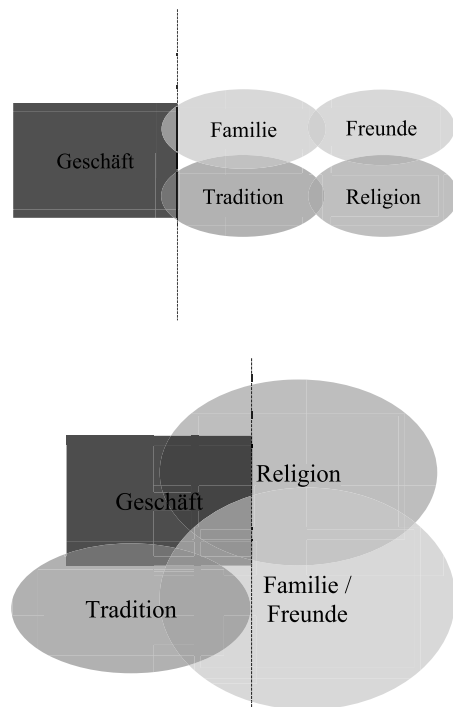 Familie
Freunde
Geschäft
Tradition
Religion
Religion
Geschäft
Familie /
Freunde
Tradition